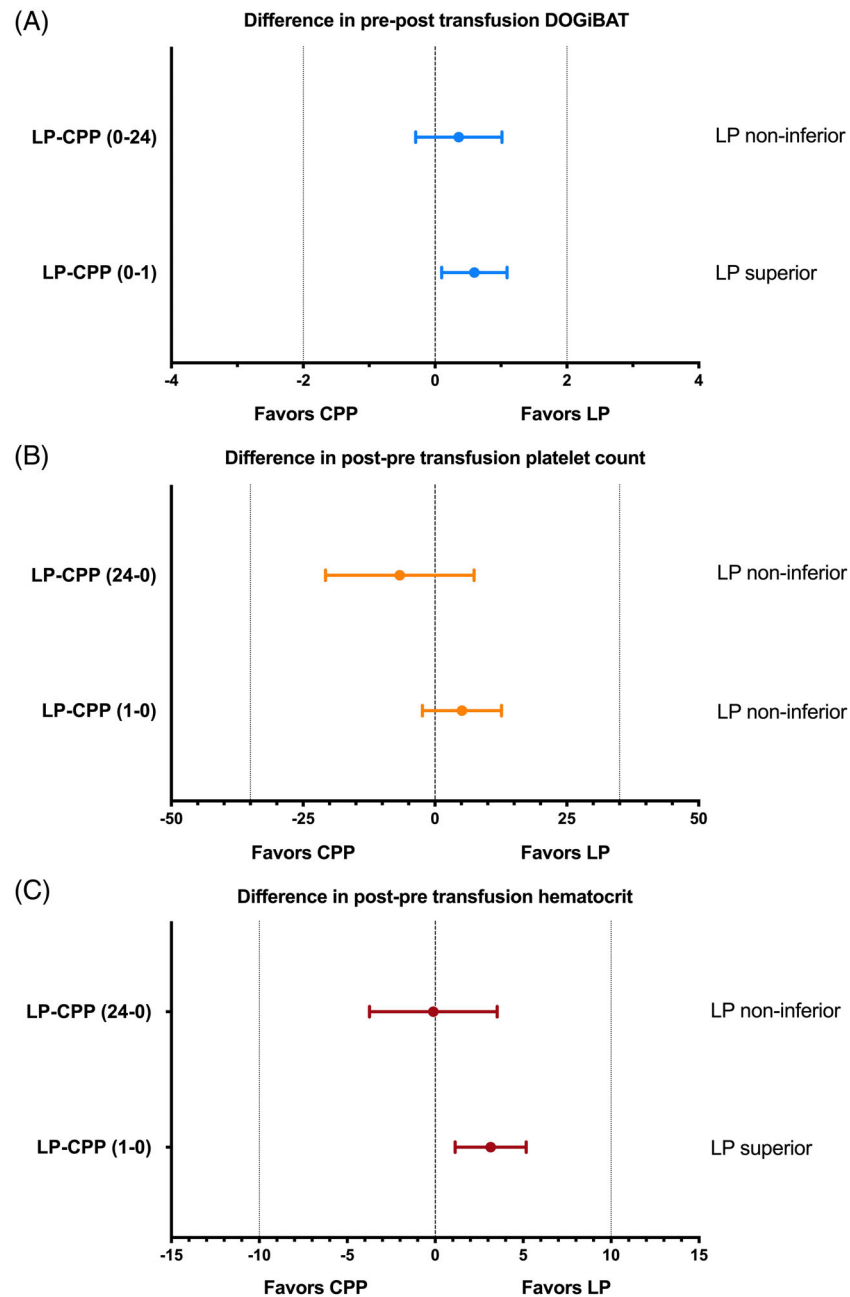 (A)
Difference in pre-post transfusion DOGiBAT
LP-CPP (0-24)
LP non-inferior
LP-CPP (0-1)
LP superior
-4 -2 0 2 4
Favors CPP Favors LP
(B)
Difference in post-pre transfusion platelet count
LP-CPP (24-0)
LP non-inferior
LP-CPP (1-0)
LP non-inferior
-50 -25 0 25 50
Favors CPP Favors LP
(C)
Difference in post-pre transfusion hematocrit
LP-CPP (24-0)
LP non-inferior
LP-CPP (1-0)
LP superior
-15 -10 -5 0 5 10 15
Favors CPP Favors LP